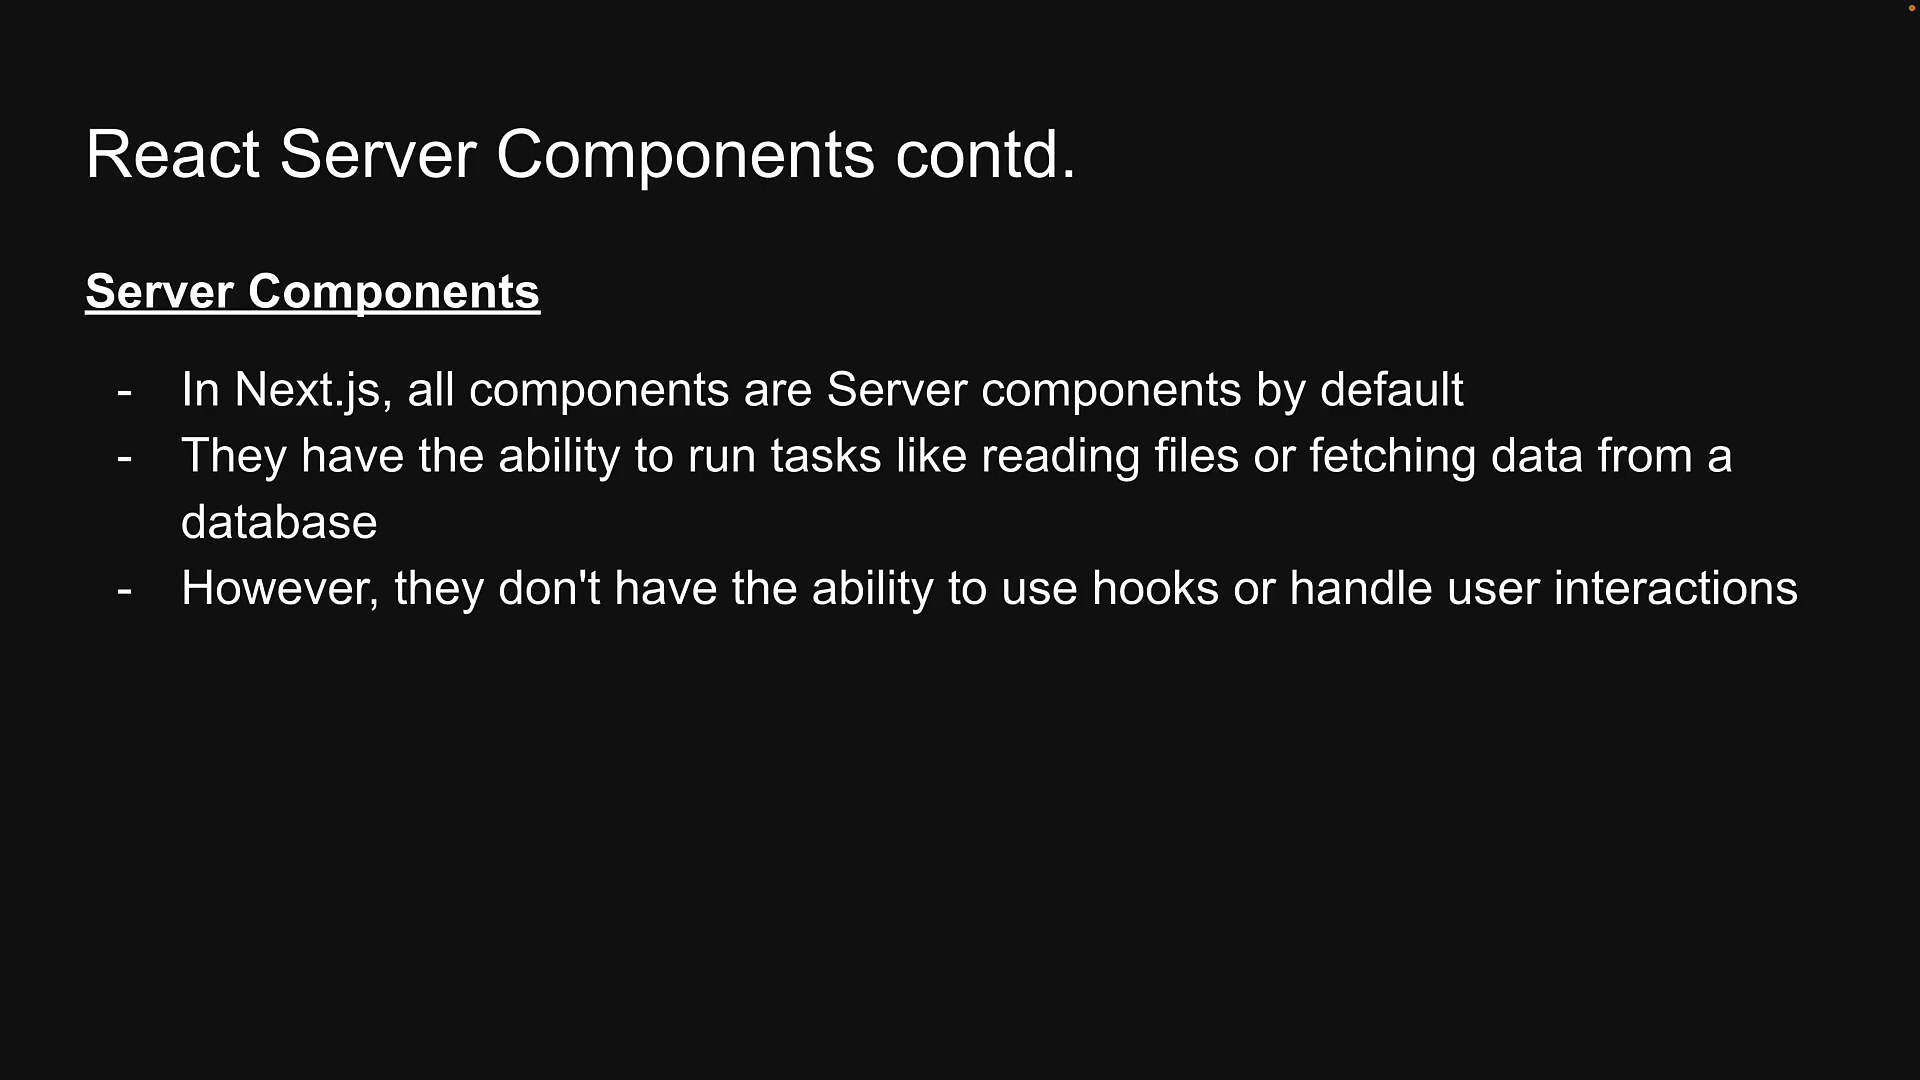 React Server Components contd.
Server Components
- In Next.js, all components are Server components by default
- They have the ability to run tasks like reading files or fetching data from a
database
- However, they don't have the ability to use hooks or handle user interactions